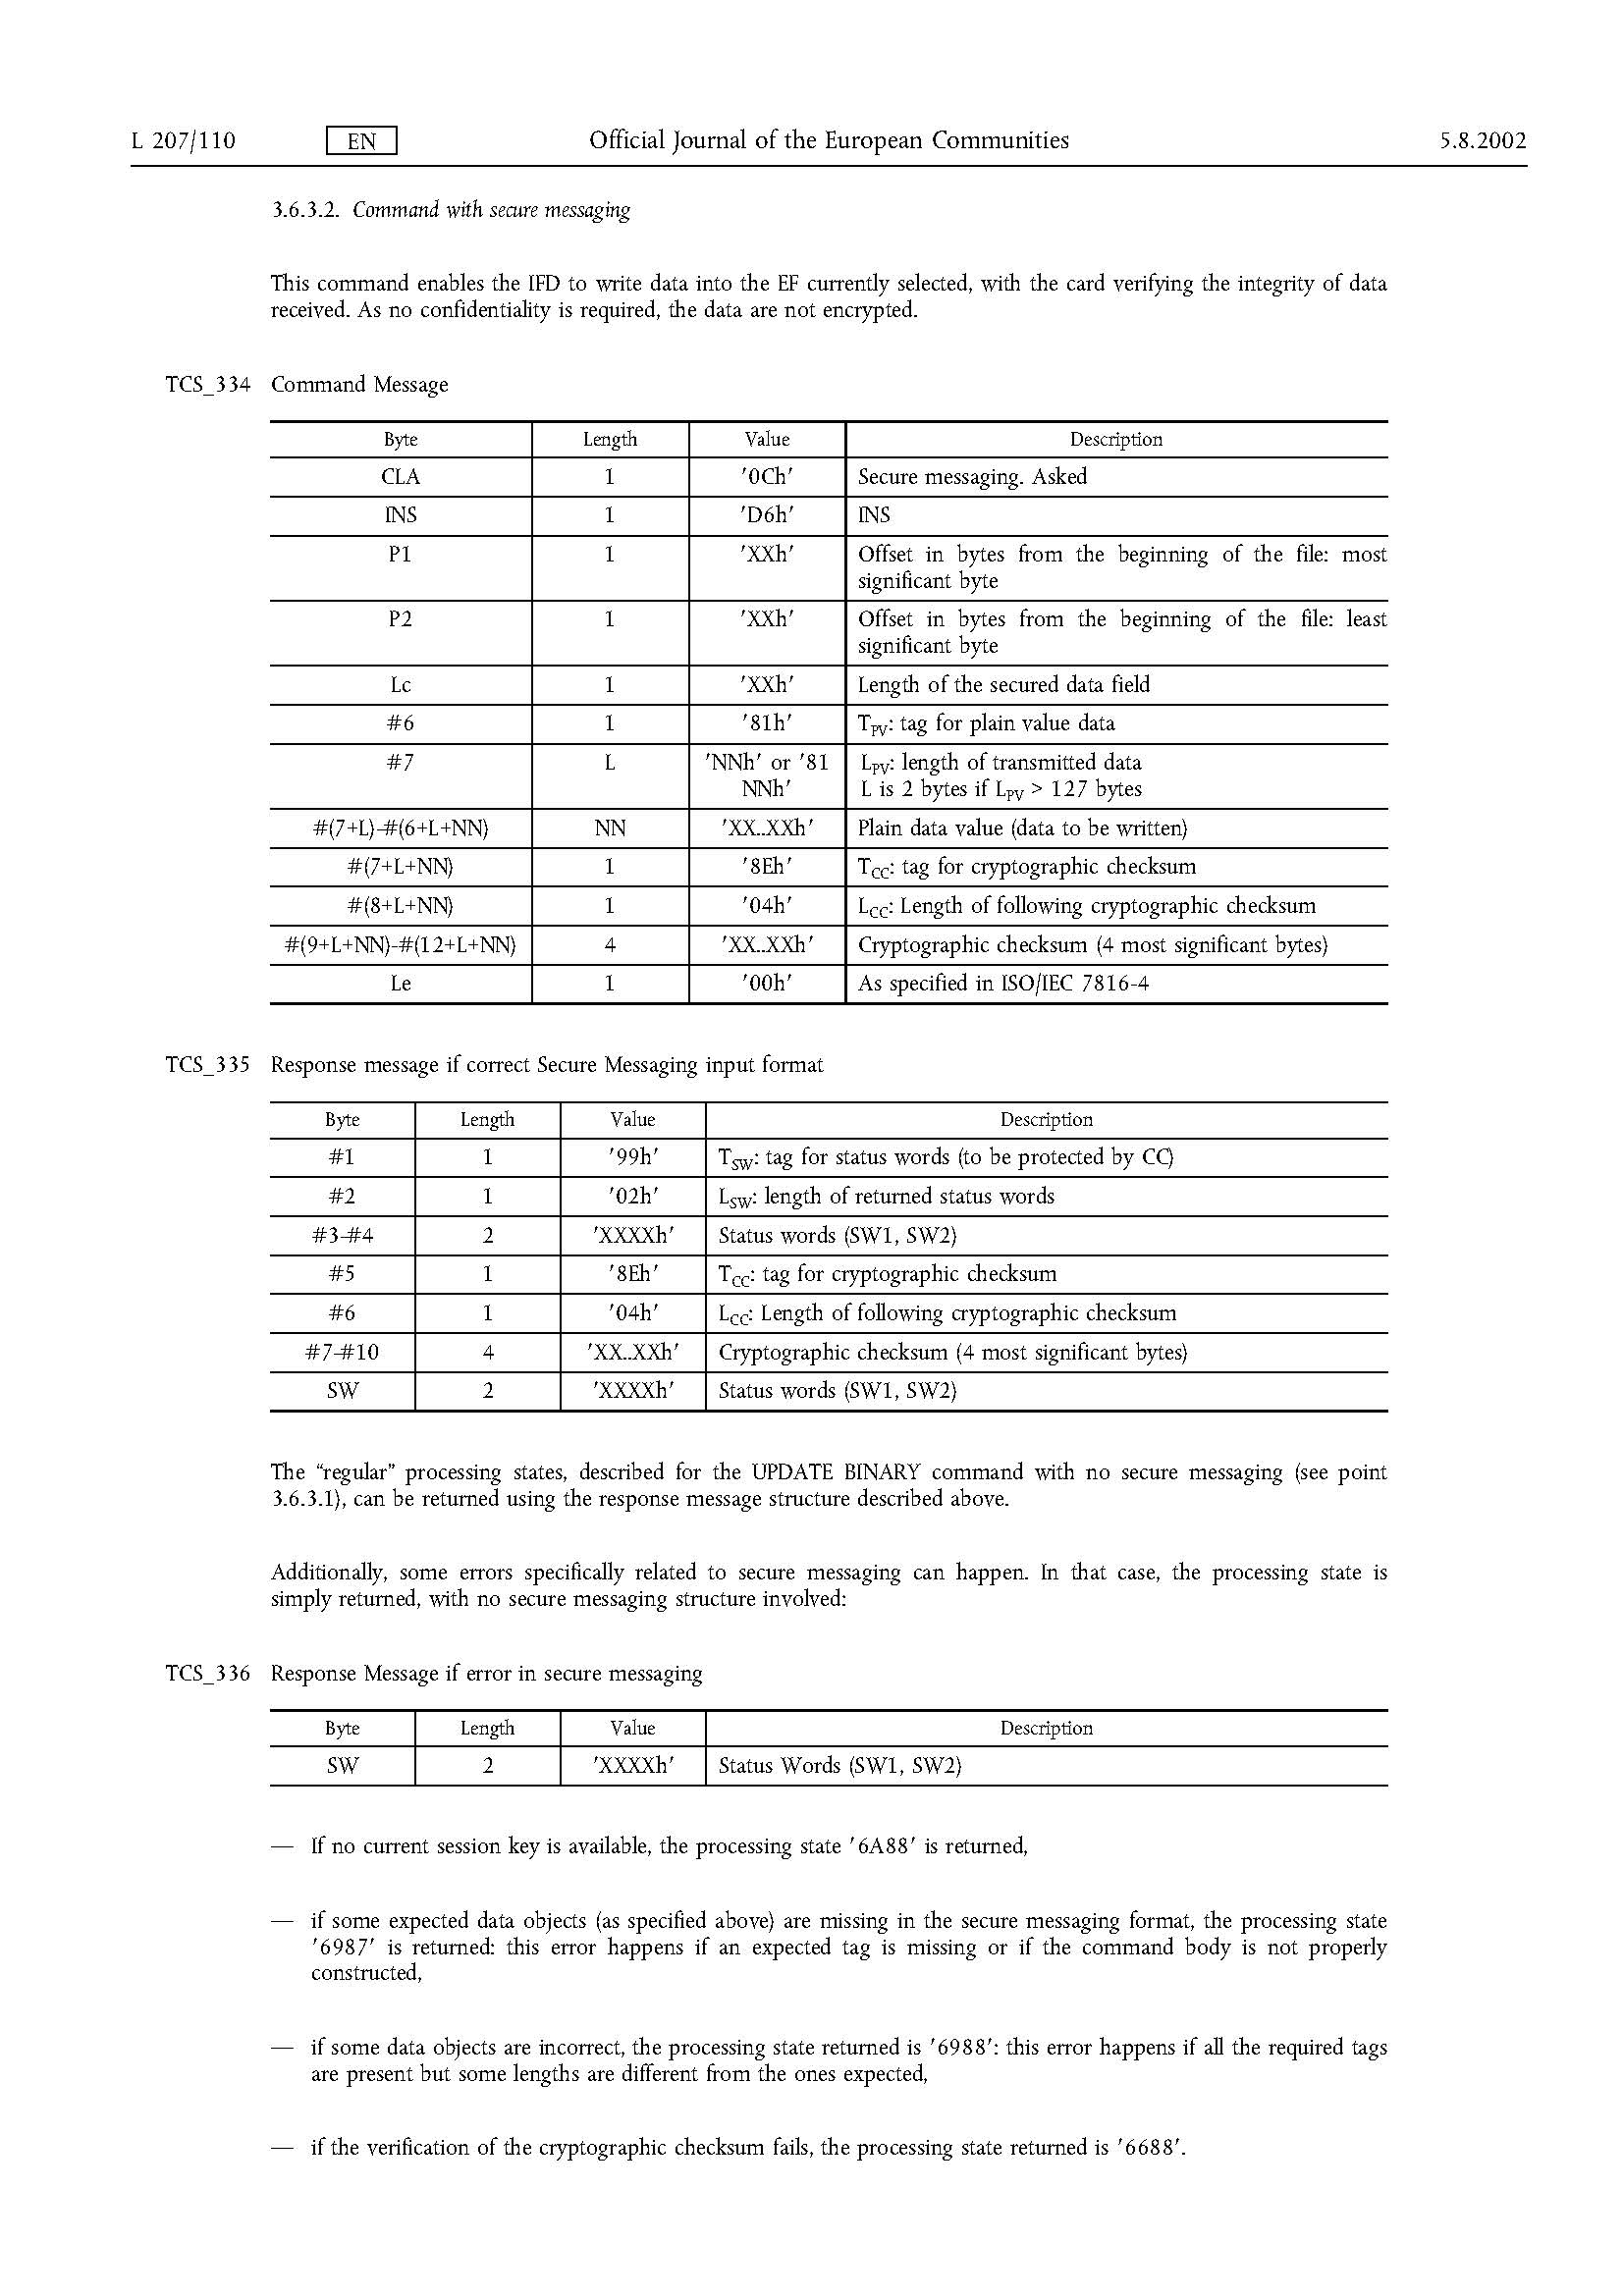 L 207/110 EN Official Journal of the European Communities 5.8.2002
3.6.3.2. Command with secure messaging
This command enables the IFD to write data into the EF currently selected, with the card verifying the integrity of data
received. As no confidentiality is required, the data are not encrypted.
TCS_334 Command Message
Byte Length Value Description
CLA 1 '0Ch' Secure messaging. Asked
INS 1 'D6h' INS
P1 1 'XXh' Offset in bytes from the beginning of the file: most
significant byte
P2 1 'XXh' Offset in bytes from the beginning of the file: least
significant byte
Lc 1 'XXh' Length of the secured data field
#6 1 '81h' TPV: tag for plain value data
#7 L 'NNh' or '81 LPV: length of transmitted data
NNh' L is 2 bytes if LPV > 127 bytes
#(7+L)-#(6+L+NN) NN 'XX..XXh' Plain data value (data to be written)
#(7+L+NN) 1 '8Eh' TCC: tag for cryptographic checksum
#(8+L+NN) 1 '04h' LCC: Length of following cryptographic checksum
#(9+L+NN)-#(12+L+NN) 4 'XX..XXh' Cryptographic checksum (4 most significant bytes)
Le 1 '00h' As specified in ISO/IEC 7816-4
TCS_335 Response message if correct Secure Messaging input format
Byte Length Value Description
#1 1 '99h' TSW: tag for status words (to be protected by CC)
#2 1 '02h' LSW: length of returned status words
#3-#4 2 'XXXXh' Status words (SW1, SW2)
#5 1 '8Eh' TCC: tag for cryptographic checksum
#6 1 '04h' LCC: Length of following cryptographic checksum
#7-#10 4 'XX..XXh' Cryptographic checksum (4 most significant bytes)
SW 2 'XXXXh' Status words (SW1, SW2)
The “regular” processing states, described for the UPDATE BINARY command with no secure messaging (see point
3.6.3.1), can be returned using the response message structure described above.
Additionally, some errors specifically related to secure messaging can happen. In that case, the processing state is
simply returned, with no secure messaging structure involved:
TCS_336 Response Message if error in secure messaging
Byte Length Value Description
SW 2 'XXXXh' Status Words (SW1, SW2)
— If no current session key is available, the processing state '6A88' is returned,
— if some expected data objects (as specified above) are missing in the secure messaging format, the processing state
'6987' is returned: this error happens if an expected tag is missing or if the command body is not properly
constructed,
— if some data objects are incorrect, the processing state returned is '6988': this error happens if all the required tags
are present but some lengths are different from the ones expected,
— if the verification of the cryptographic checksum fails, the processing state returned is '6688'.